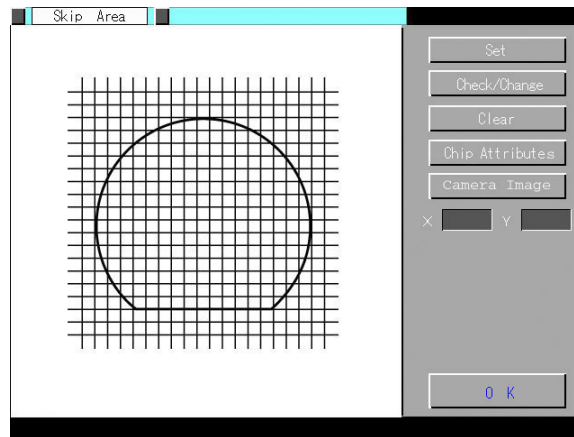 Skip Area
Set
Check/Change
Clear
Chip Attributes
Camera Image
X Y
O K